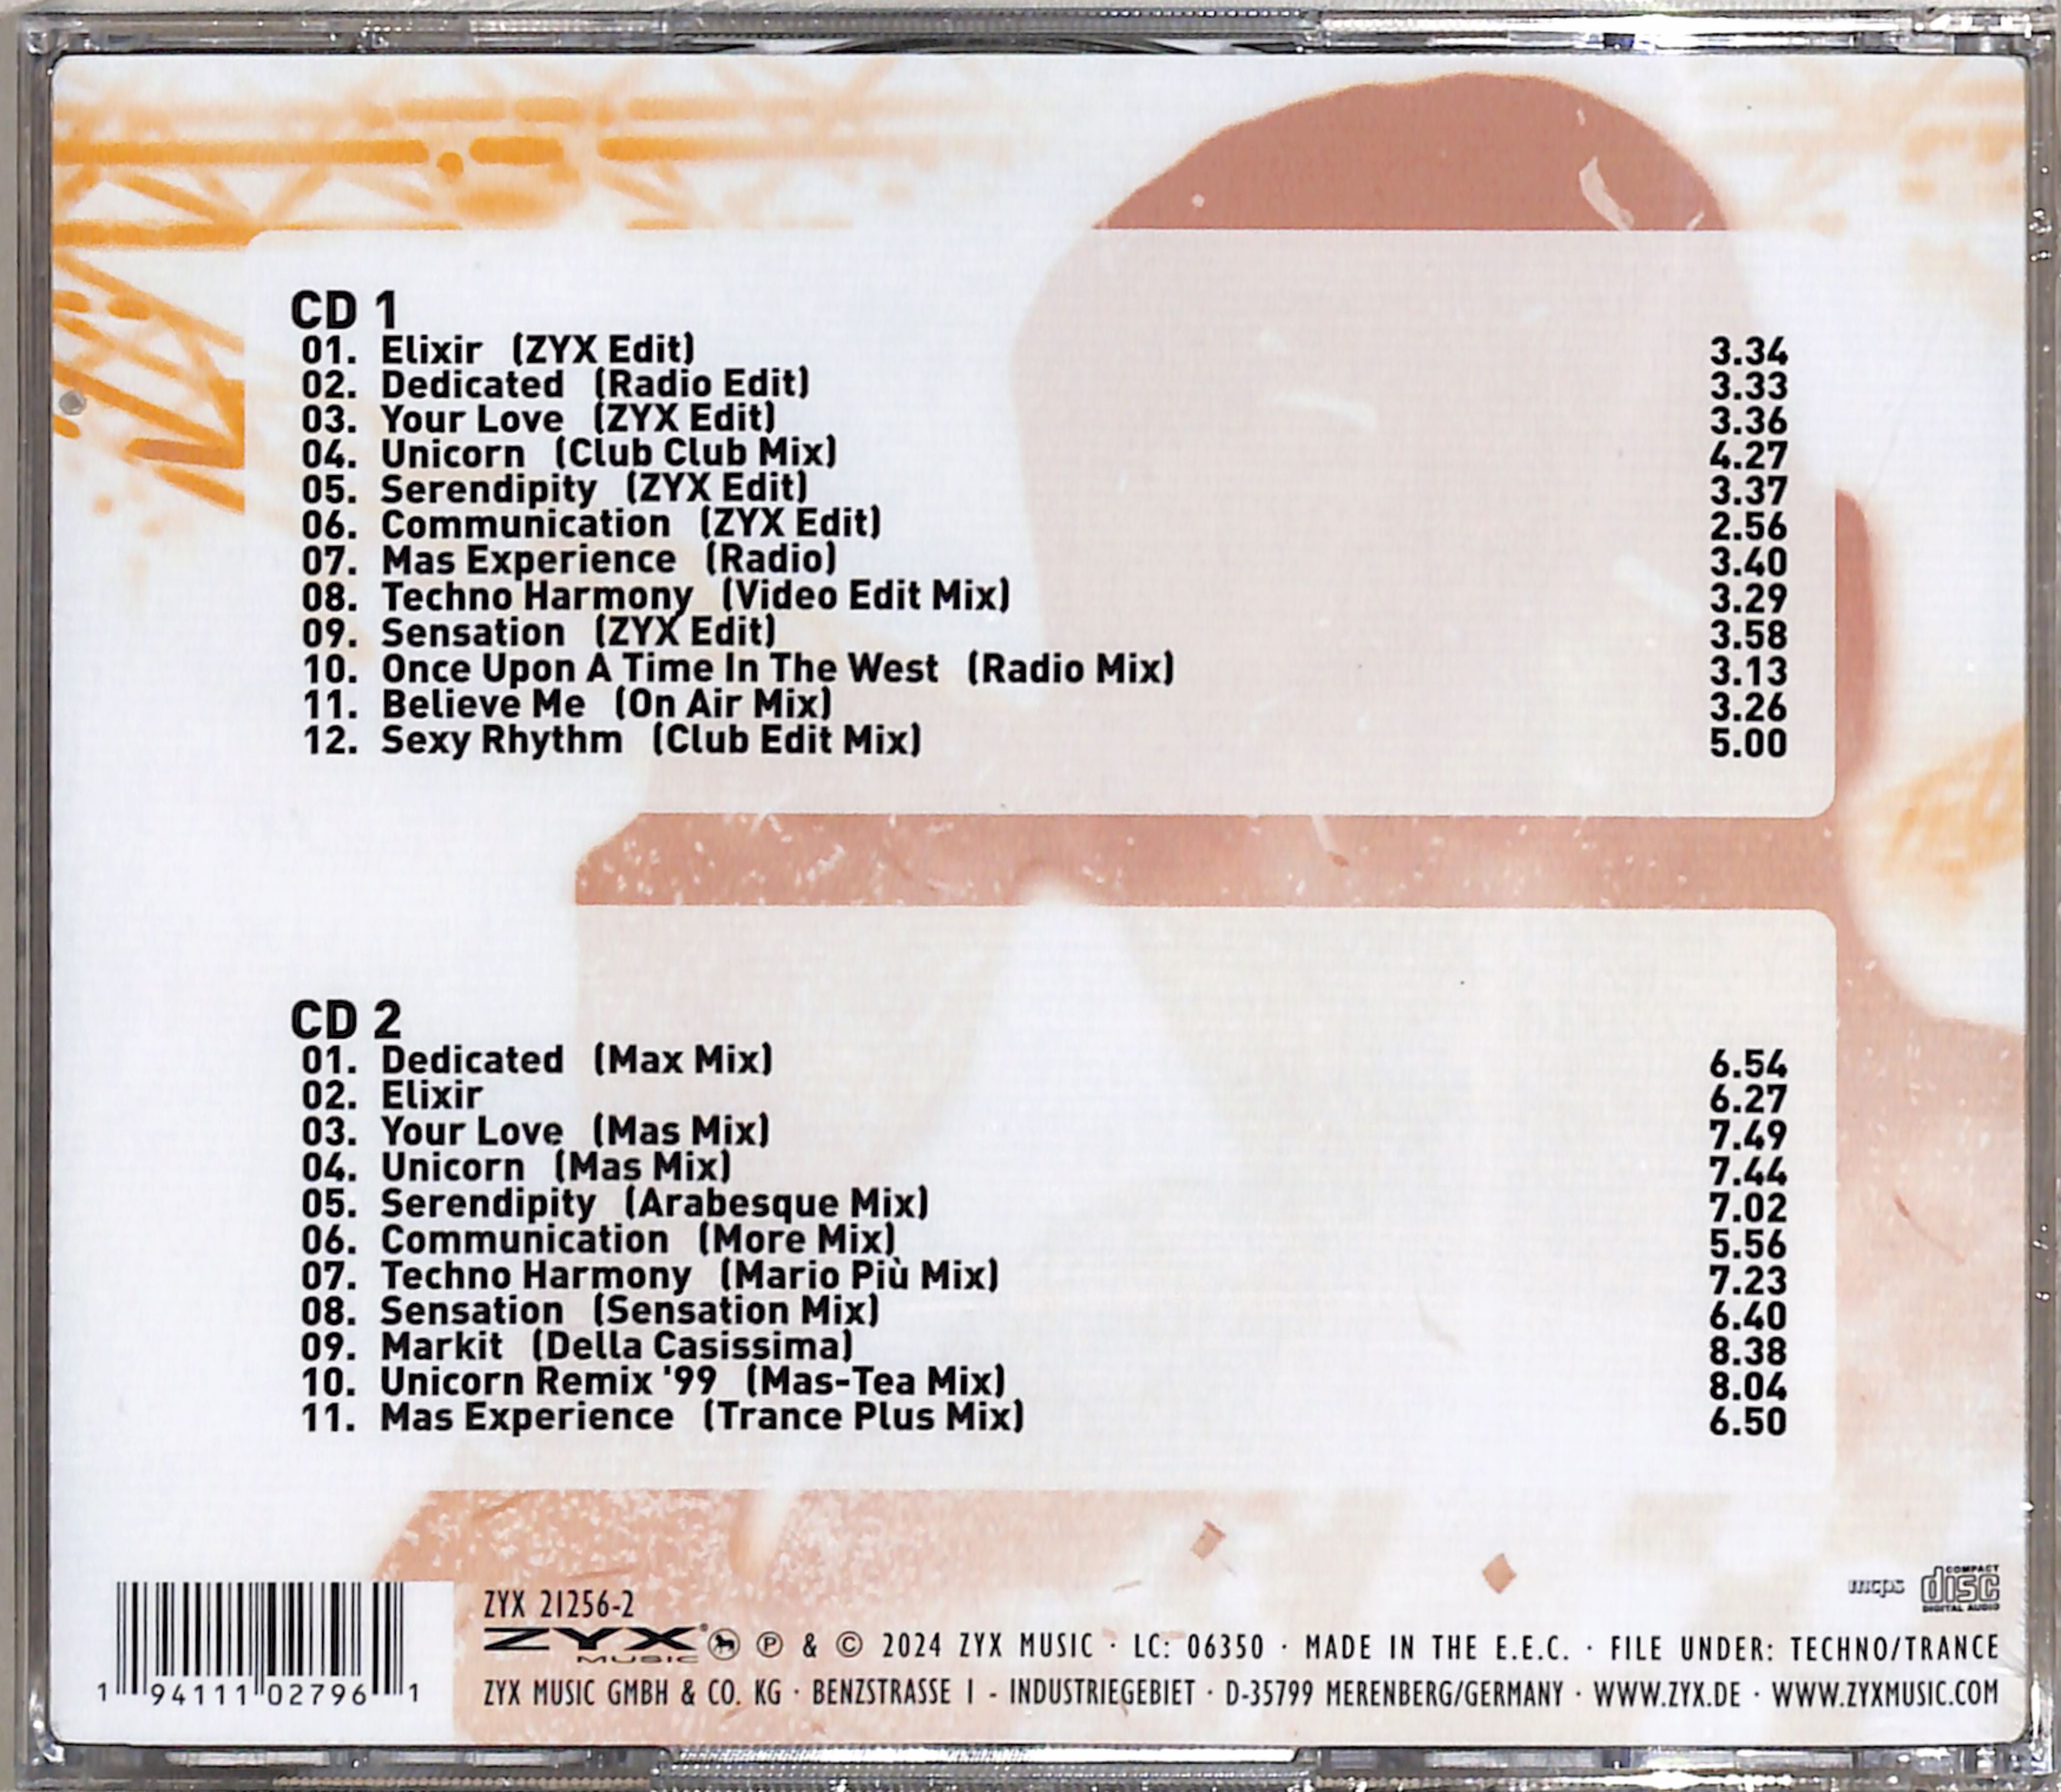 CD 1
01. Elixir (ZYX Edit) 3.34
02. Dedicated (Radio Edit) 3.33
03. Your Love (ZYX Edit) 3.36
04. Unicorn (Club Club Mix) 4.27
05. Serendipity (ZYX Edit) 3.37
06. Communication (ZYX Edit) 2.56
07. Mas Experience (Radio) 3.40
08. Techno Harmony (Video Edit Mix) 3.29
09. Sensation (ZYX Edit) 3.58
10. Once Upon A Time In The West (Radio Mix) 3.13
11. Believe Me (On Air Mix) 3.26
12. Sexy Rhythm (Club Edit Mix) 5.00
CD 2
01. Dedicated (Max Mix) 6.54
02. Elixir 6.27
03. Your Love (Mas Mix) 7.49
04. Unicorn (Mas Mix) 7.44
05. Serendipity (Arabesque Mix) 7.02
06. Communication (More Mix) 5.56
07. Techno Harmony (Mario Più Mix) 7.23
08. Sensation (Sensation Mix) 6.40
09. Markit (Della Casissima) 8.38
10. Unicorn Remix '99 (Mas-Tea Mix) 8.04
11. Mas Experience (Trance Plus Mix) 6.50
1 94111 02796 1
ZYX 21256-2
mcps COMPACT disc DIGITAL AUDIO
ZYX MUSIC ® Ⓟ & © 2024 ZYX MUSIC · LC: 06350 · MADE IN THE E.E.C. · FILE UNDER: TECHNO/TRANCE
ZYX MUSIC GMBH & CO. KG · BENZSTRASSE 1 - INDUSTRIEGEBIET · D-35799 MERENBERG/GERMANY · WWW.ZYX.DE · WWW.ZYXMUSIC.COM